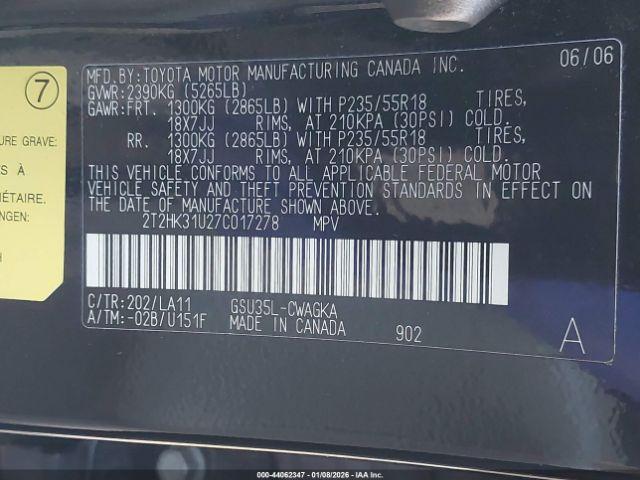 MFD.BY:TOYOTA MOTOR MANUFACTURING CANADA INC. 06/06
GVWR:2390KG (5265LB)
GAWR:FRT. 1300KG (2865LB) WITH P235/55R18 TIRES,
18X7JJ RIMS, AT 210KPA (30PSI) COLD.
RR. 1300KG (2865LB) WITH P235/55R18 TIRES,
18X7JJ RIMS, AT 210KPA (30PSI) COLD.
THIS VEHICLE CONFORMS TO ALL APPLICABLE FEDERAL MOTOR
VEHICLE SAFETY AND THEFT PREVENTION STANDARDS IN EFFECT ON
THE DATE OF MANUFACTURE SHOWN ABOVE.
2T2HK31U27C017278 MPV
C/TR:202/LA11 GSU35L-CWAGKA
A/TM:-02B/U151F MADE IN CANADA 902
A
7
URE GRAVE:
S À
IÉTAIRE.
NGEN:
H
000-44062347 - 01/08/2026 - IAA Inc.